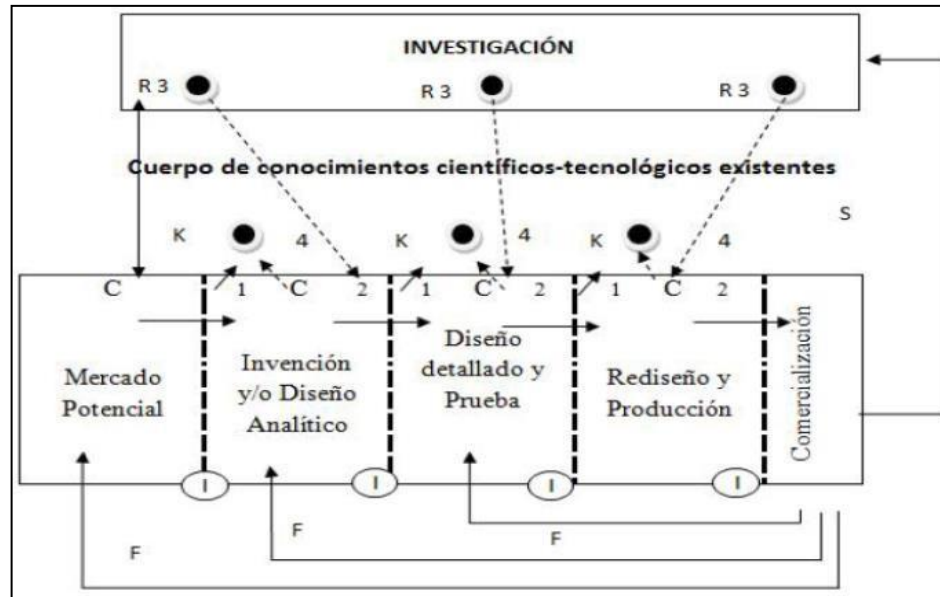 INVESTIGACIÓN
R 3 R 3 R 3
Cuerpo de conocimientos científicos-tecnológicos existentes
S
K 4 K 4 K 4
C 1 C 2 1 C 2 1 C 2
Mercado
Potencial
Invención
y/o Diseño
Analítico
Diseño
detallado y
Prueba
Rediseño y
Producción
Comercialización
I I I I
F F F